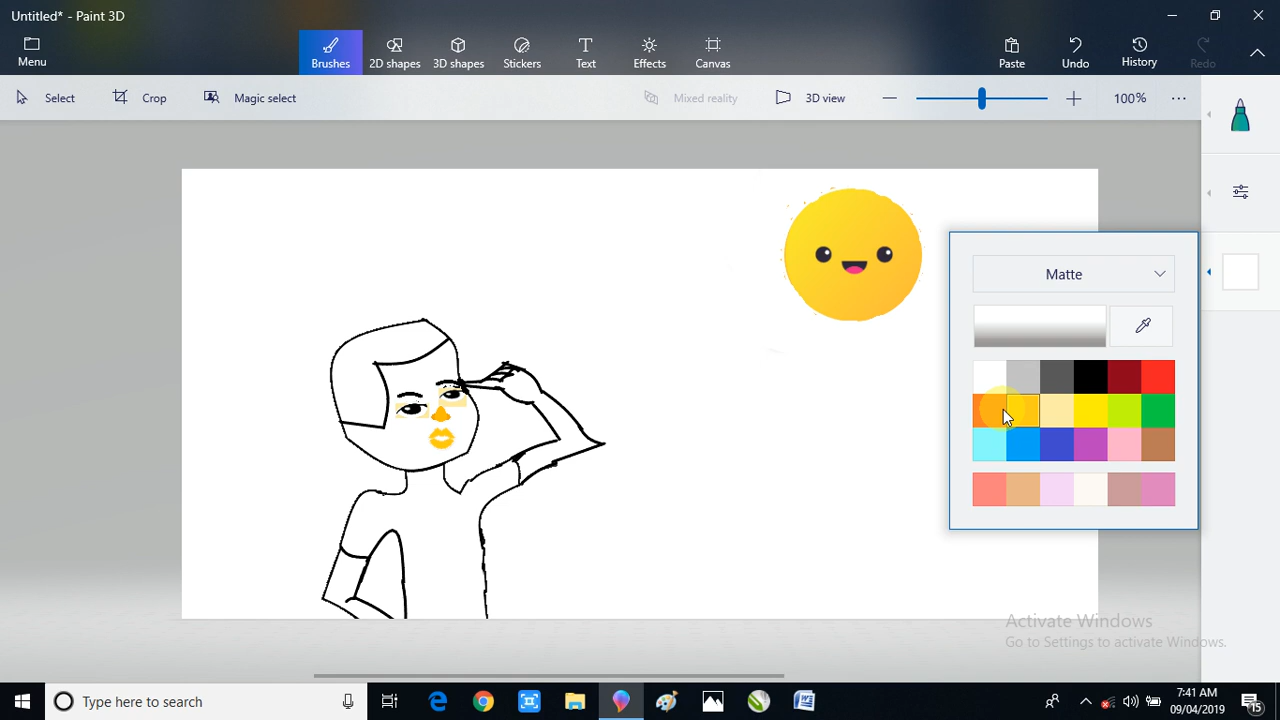 Untitled* - Paint 3D
Menu
Brushes
2D shapes
3D shapes
Stickers
Text
Effects
Canvas
Paste
Undo
History
Redo
Select
Crop
Magic select
Mixed reality
3D view
100%
Matte
Activate Windows
Go to Settings to activate Windows.
Type here to search
7:41 AM
09/04/2019
15